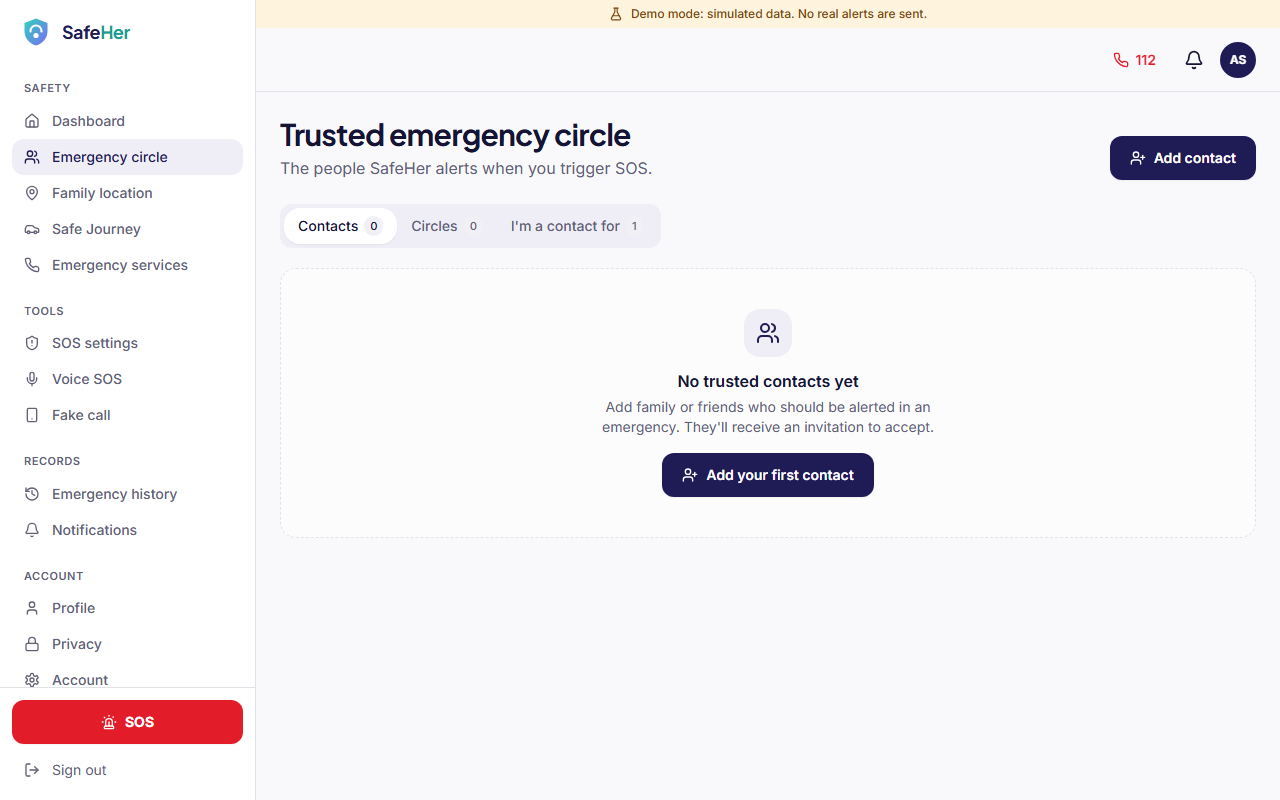 SafeHer
SAFETY
Dashboard
Emergency circle
Family location
Safe Journey
Emergency services
TOOLS
SOS settings
Voice SOS
Fake call
RECORDS
Emergency history
Notifications
ACCOUNT
Profile
Privacy
Account
SOS
Sign out
Demo mode: simulated data. No real alerts are sent.
112
AS
Trusted emergency circle
The people SafeHer alerts when you trigger SOS.
Add contact
Contacts 0 Circles 0 I'm a contact for 1
No trusted contacts yet
Add family or friends who should be alerted in an
emergency. They'll receive an invitation to accept.
Add your first contact